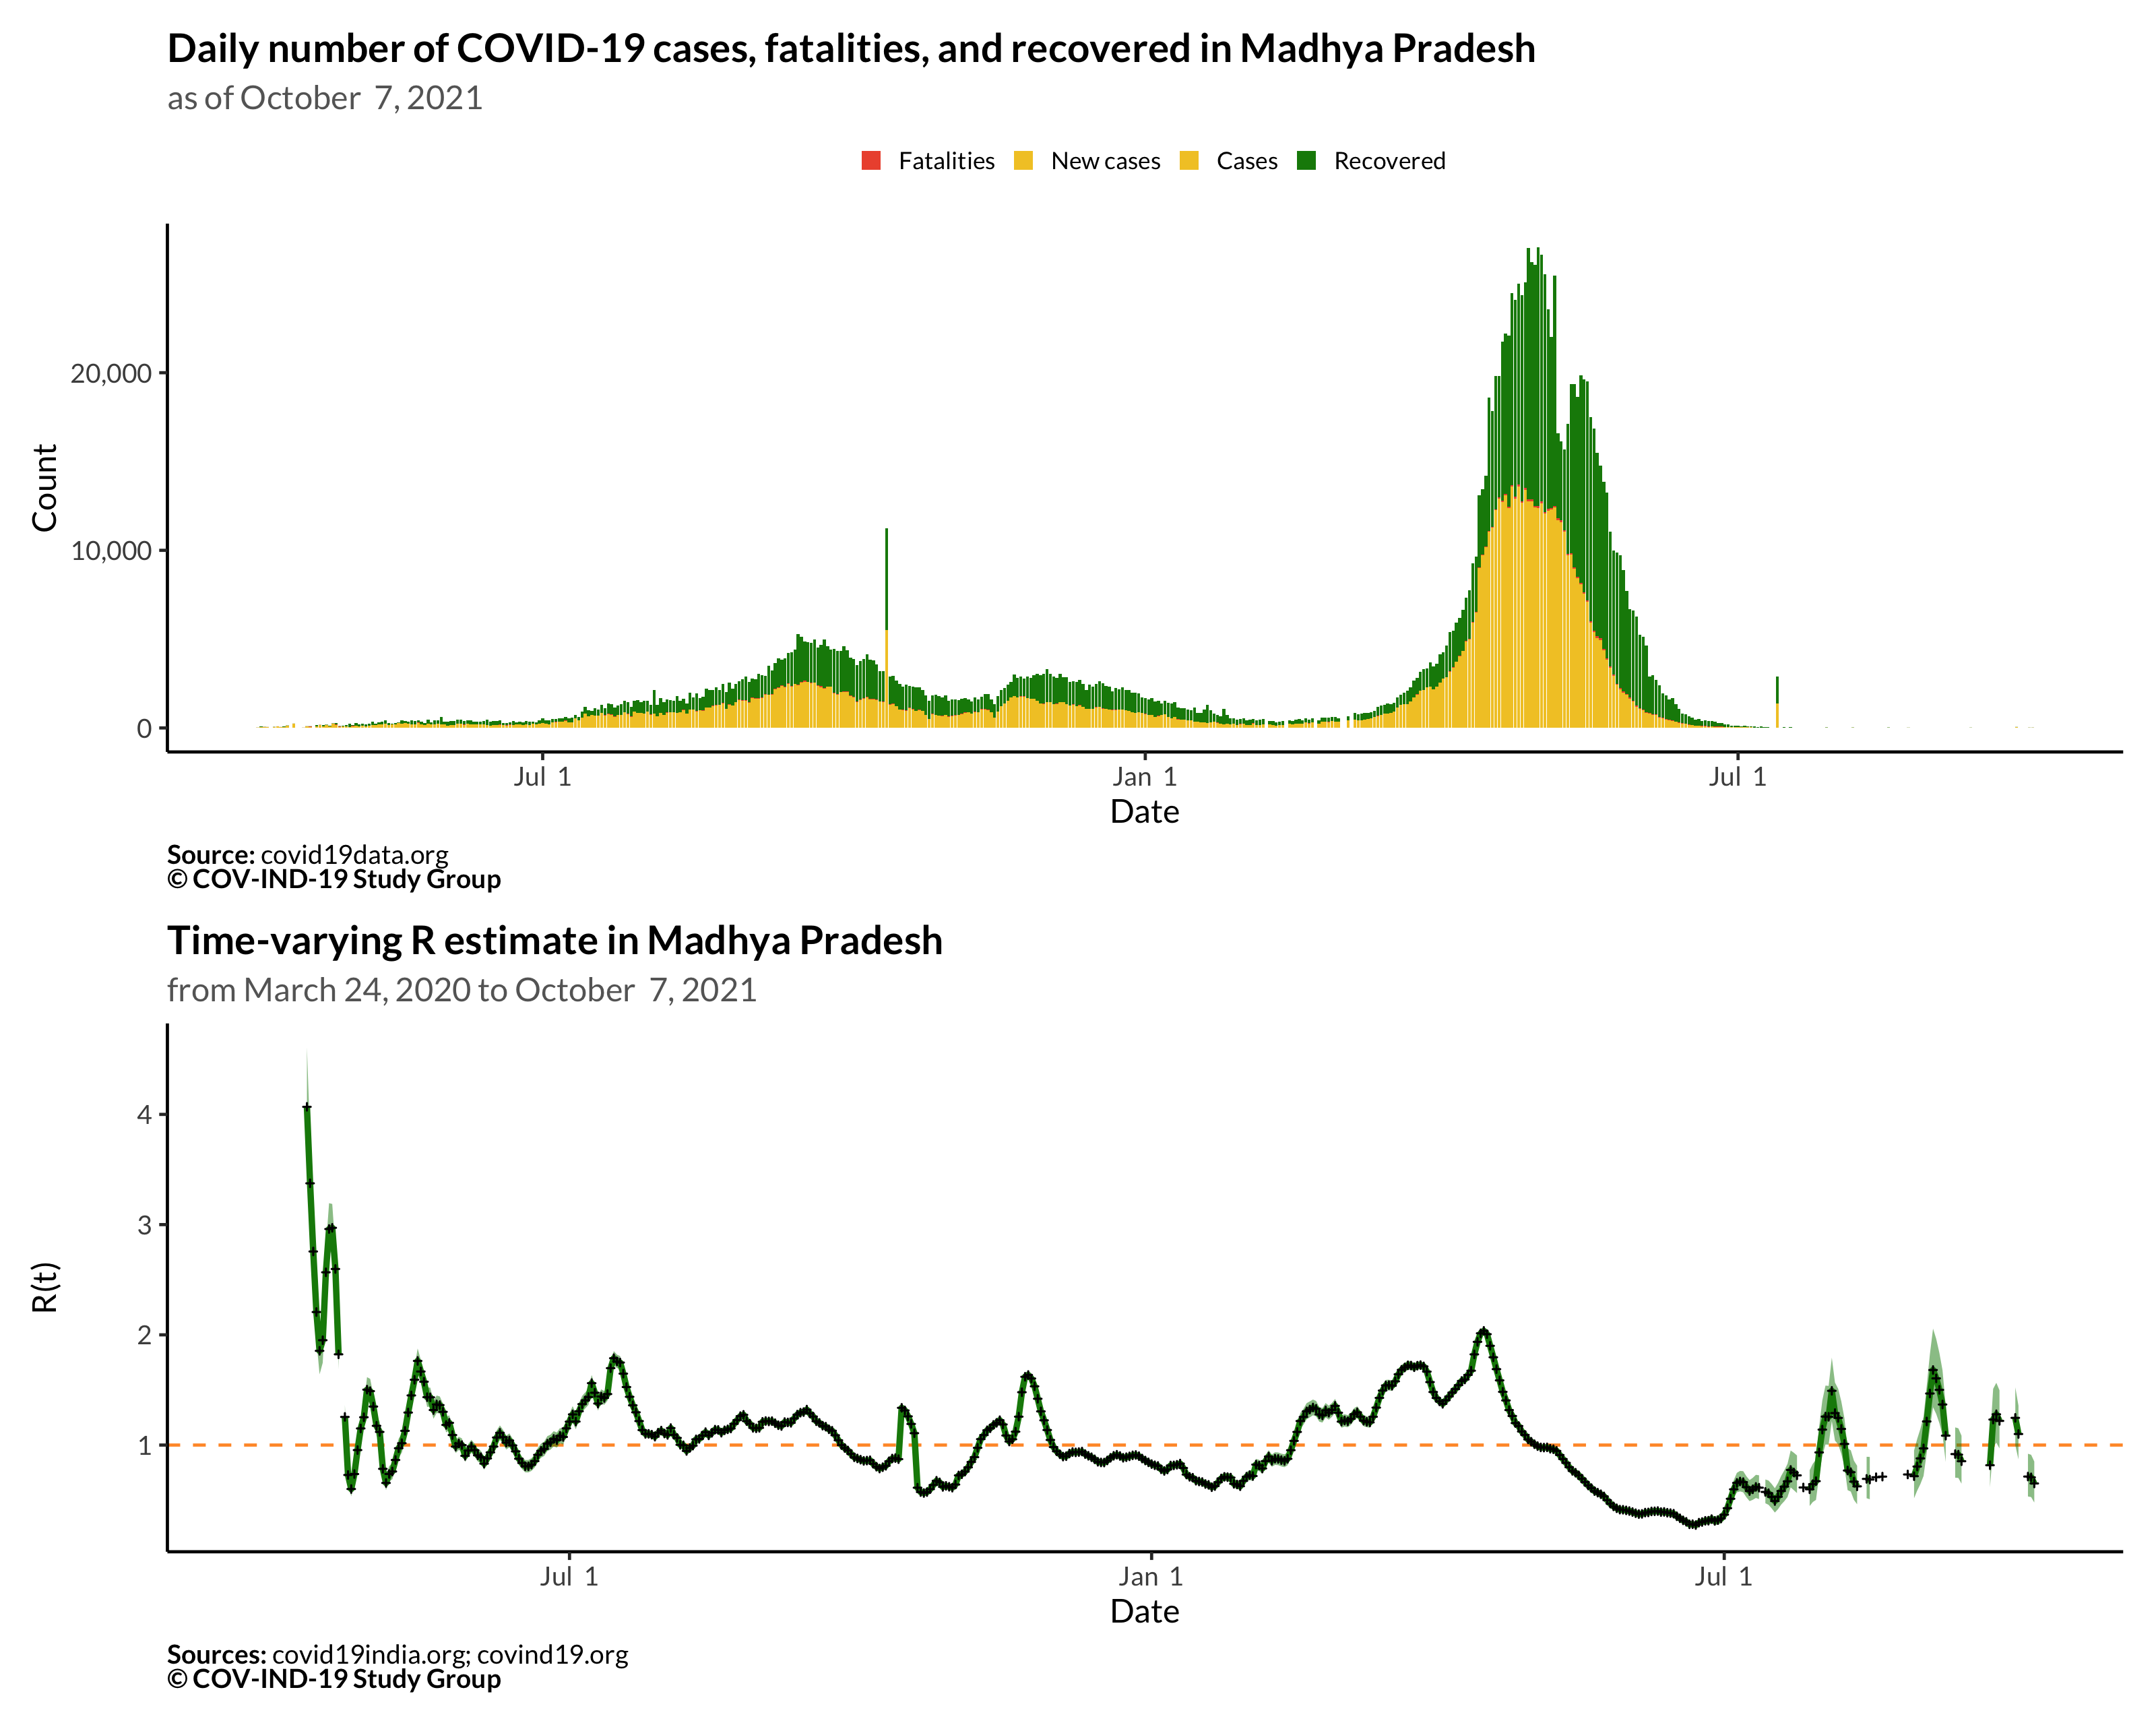 Daily number of COVID-19 cases, fatalities, and recovered in Madhya Pradesh
as of October 7, 2021
Fatalities New cases Cases Recovered
Count
20,000
10,000
0
Jul 1 Jan 1 Jul 1
Date
Source: covid19data.org
© COV-IND-19 Study Group
Time-varying R estimate in Madhya Pradesh
from March 24, 2020 to October 7, 2021
R(t)
4
3
2
1
Jul 1 Jan 1 Jul 1
Date
Sources: covid19india.org; covind19.org
© COV-IND-19 Study Group